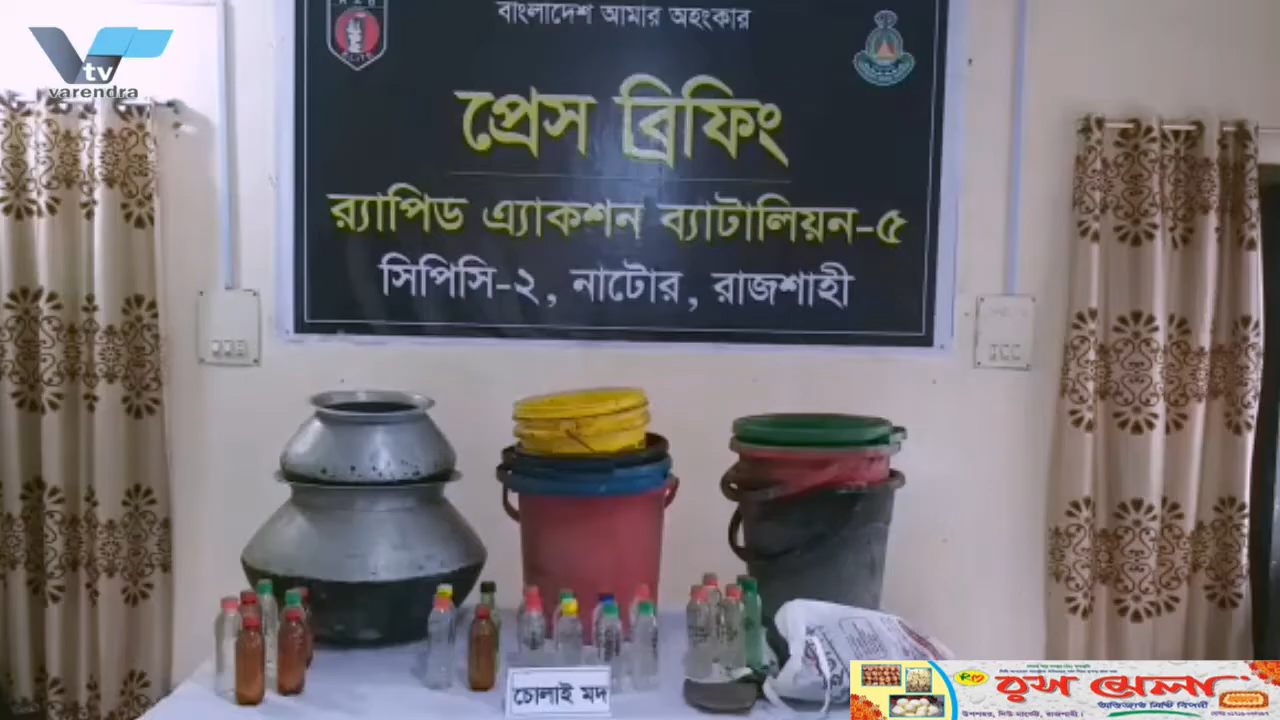 tv
varendra
বাংলাদেশ আমার অহংকার
প্রেস ব্রিফিং
র‍্যাপিড এ্যাকশন ব্যাটালিয়ন-৫
সিপিসি-২, নাটোর, রাজশাহী
চোলাই মদ